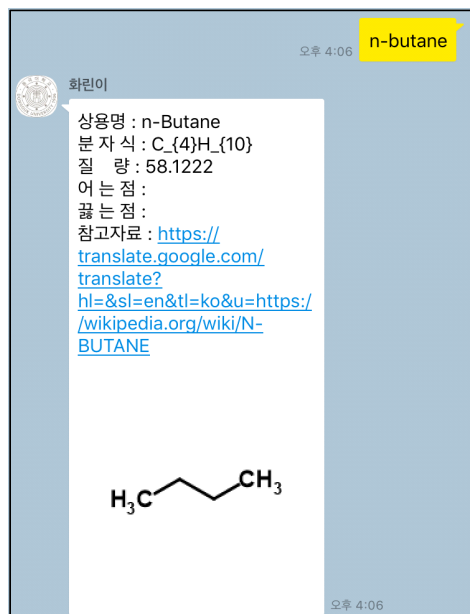 n-butane
오후 4:06
화린이
상용명 : n-Butane
분 자 식 : C_{4}H_{10}
질 량 : 58.1222
어 는 점 :
끓 는 점 :
참고자료 : https://
translate.google.com/
translate?
hl=&sl=en&tl=ko&u=https:/
/wikipedia.org/wiki/N-
BUTANE
H3C
CH3
오후 4:06